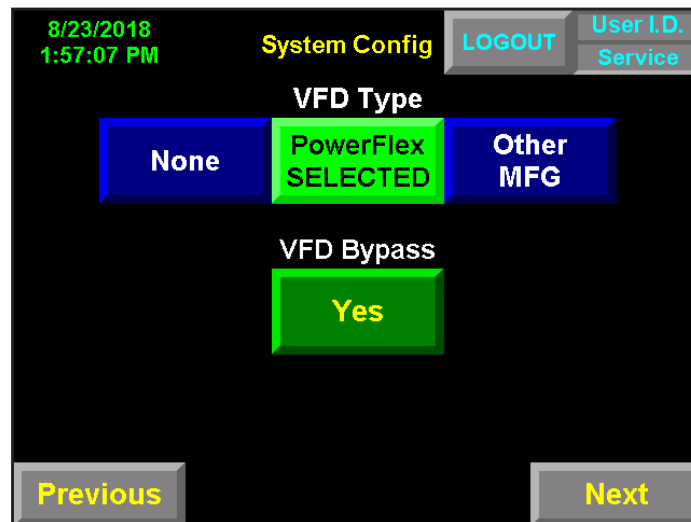 8/23/2018
1:57:07 PM
System Config
LOGOUT
User I.D.
Service
VFD Type
None
PowerFlex
SELECTED
Other
MFG
VFD Bypass
Yes
Previous
Next